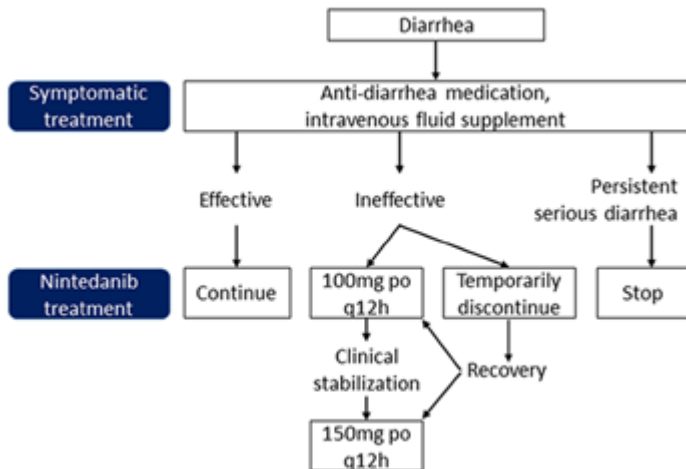 Diarrhea
Symptomatic
treatment
Anti-diarrhea medication,
intravenous fluid supplement
Effective
Ineffective
Persistent
serious diarrhea
Nintedanib
treatment
Continue
100mg po
q12h
Temporarily
discontinue
Stop
Clinical
stabilization
Recovery
150mg po
q12h